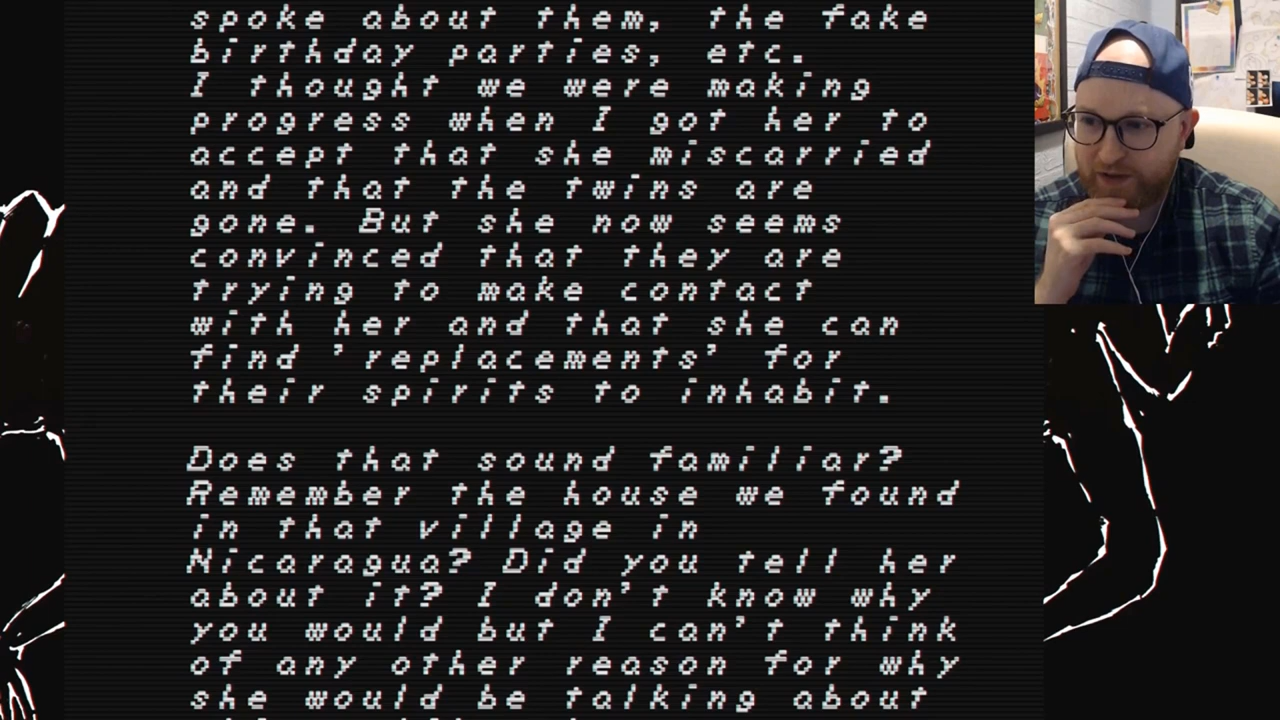 spoke about them, the fake
birthday parties, etc.
I thought we were making
progress when I got her to
accept that she miscarried
and that the twins are
gone. But she now seems
convinced that they are
trying to make contact
with her and that she can
find 'replacements' for
their spirits to inhabit.
Does that sound familiar?
Remember the house we found
in that village in
Nicaragua? Did you tell her
about it? I don't know why
you would but I can't think
of any other reason for why
she would be talking about